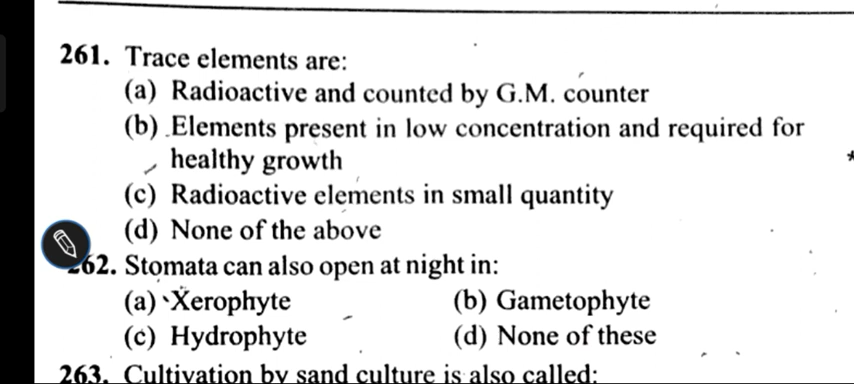 261. Trace elements are:
(a) Radioactive and counted by G.M. counter
(b) Elements present in low concentration and required for
healthy growth
(c) Radioactive elements in small quantity
(d) None of the above
262. Stomata can also open at night in:
(a) Xerophyte (b) Gametophyte
(c) Hydrophyte (d) None of these
263. Cultivation by sand culture is also called: